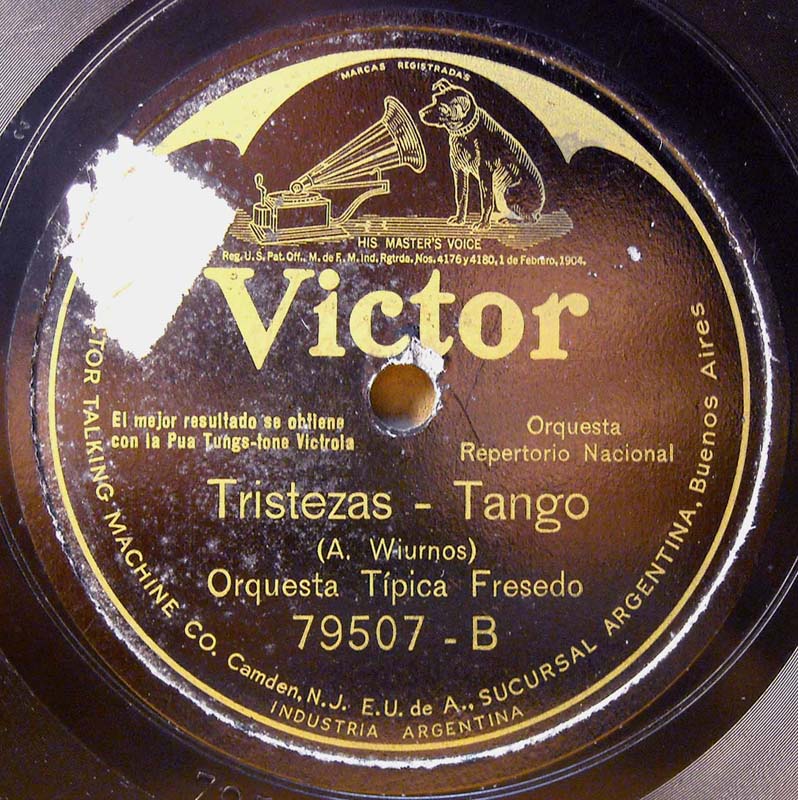 MARCAS REGISTRADAS
HIS MASTER'S VOICE
Reg. U.S. Pat. Off., M. de F., M. Ind. Rgtrda. Nos. 4176 y 4180, 1 de Febrero, 1904.
Victor
El mejor resultado se obtiene
con la Pua Tungs-tone Victrola
Orquesta
Repertorio Nacional
Tristezas - Tango
(A. Wiurnos)
Orquesta Típica Fresedo
79507 - B
TOR TALKING MACHINE CO. Camden, N.J. E.U. de A., SUCURSAL ARGENTINA, Buenos Aires
INDUSTRIA ARGENTINA